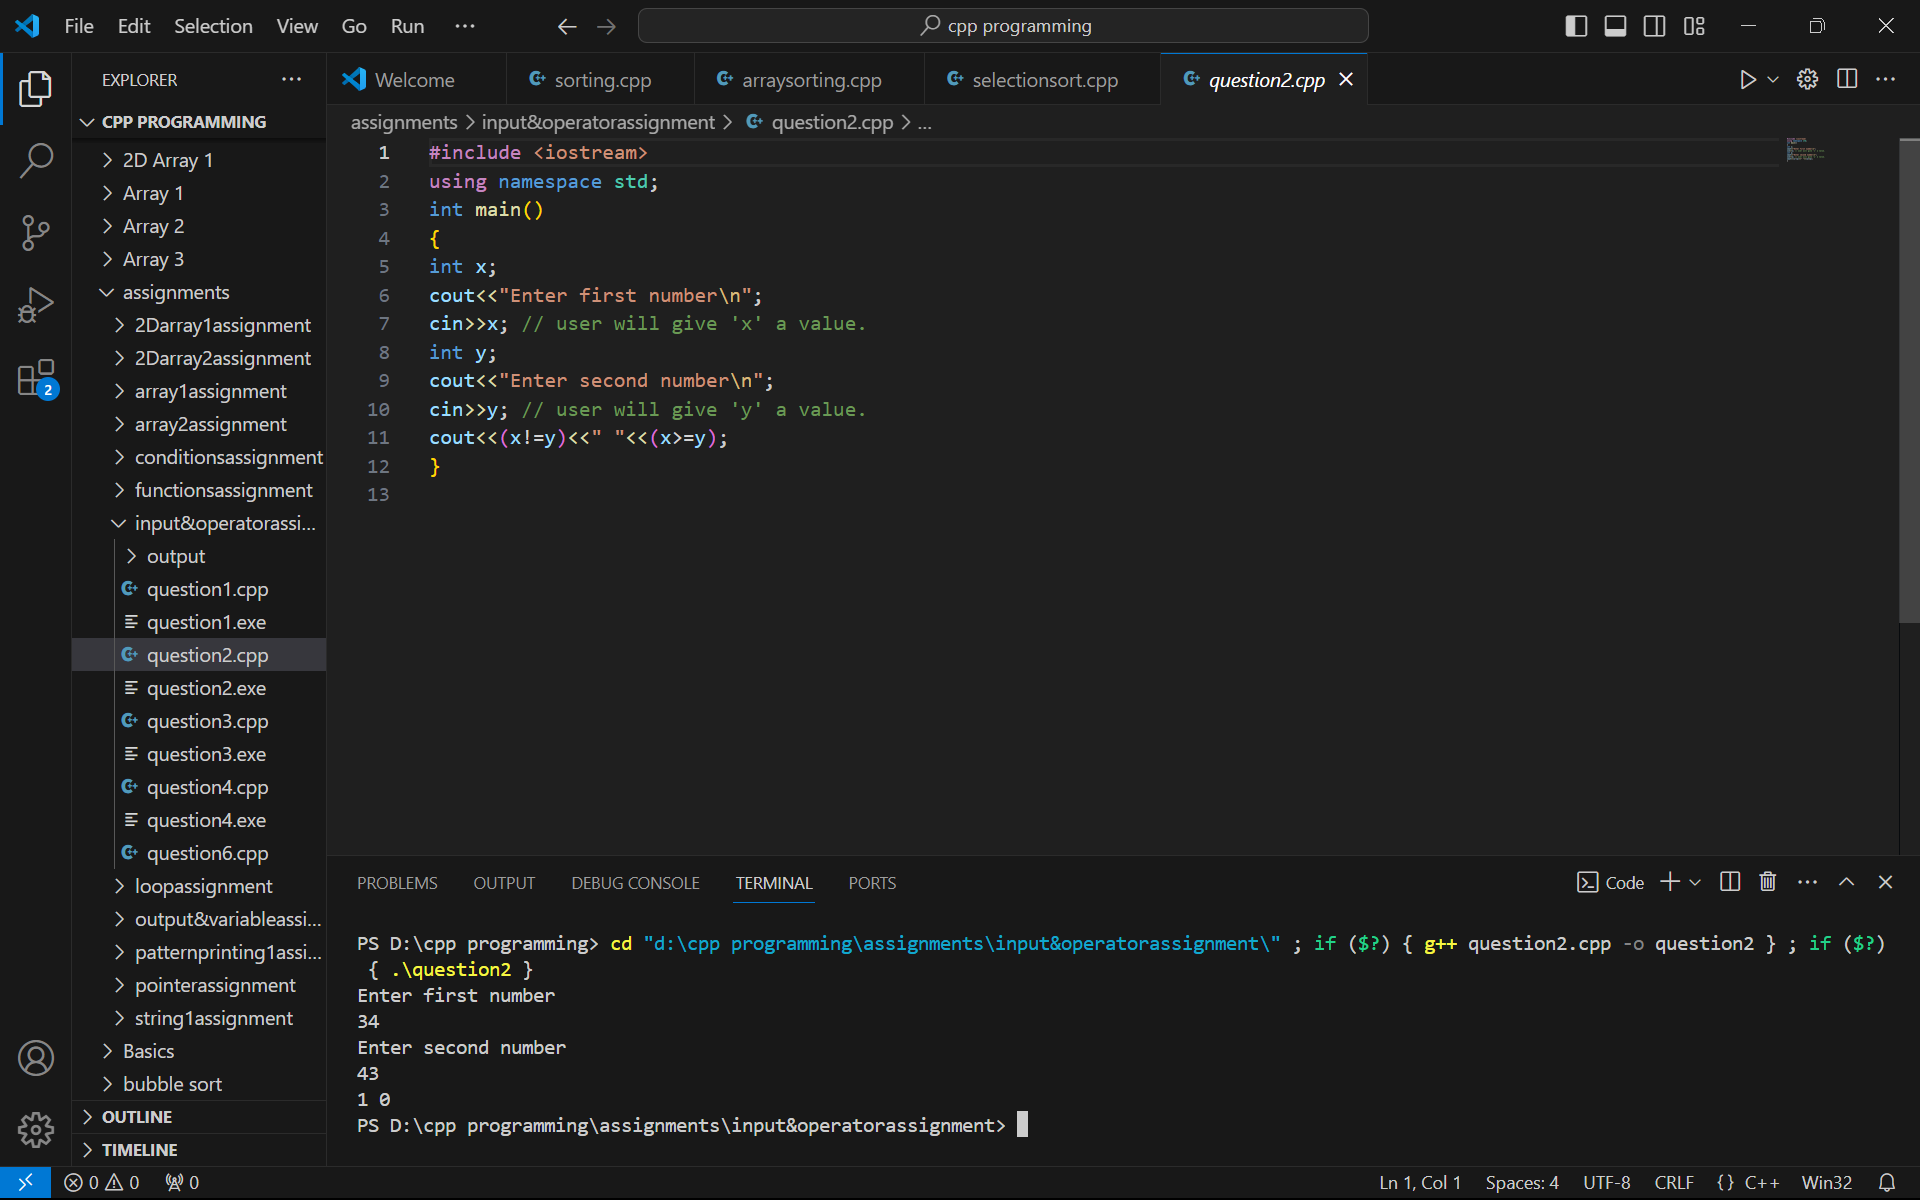 File Edit Selection View Go Run ··· cpp programming
EXPLORER ···
CPP PROGRAMMING
2D Array 1
Array 1
Array 2
Array 3
assignments
2Darray1assignment
2Darray2assignment
array1assignment
array2assignment
conditionsassignment
functionsassignment
input&operatorassi...
output
question1.cpp
question1.exe
question2.cpp
question2.exe
question3.cpp
question3.exe
question4.cpp
question4.exe
question6.cpp
loopassignment
output&variableassi...
patternprinting1assi...
pointerassignment
string1assignment
Basics
bubble sort
OUTLINE
TIMELINE
2
Welcome sorting.cpp arraysorting.cpp selectionsort.cpp question2.cpp
assignments > input&operatorassignment > question2.cpp > ...
1 #include <iostream>
2 using namespace std;
3 int main()
4 {
5 int x;
6 cout<<"Enter first number\n";
7 cin>>x; // user will give 'x' a value.
8 int y;
9 cout<<"Enter second number\n";
10 cin>>y; // user will give 'y' a value.
11 cout<<(x!=y)<<" "<<(x>=y);
12 }
13
PROBLEMS OUTPUT DEBUG CONSOLE TERMINAL PORTS Code
PS D:\cpp programming> cd "d:\cpp programming\assignments\input&operatorassignment\" ; if ($?) { g++ question2.cpp -o question2 } ; if ($?)
{ .\question2 }
Enter first number
34
Enter second number
43
1 0
PS D:\cpp programming\assignments\input&operatorassignment>
0 0 0 Ln 1, Col 1 Spaces: 4 UTF-8 CRLF {} C++ Win32